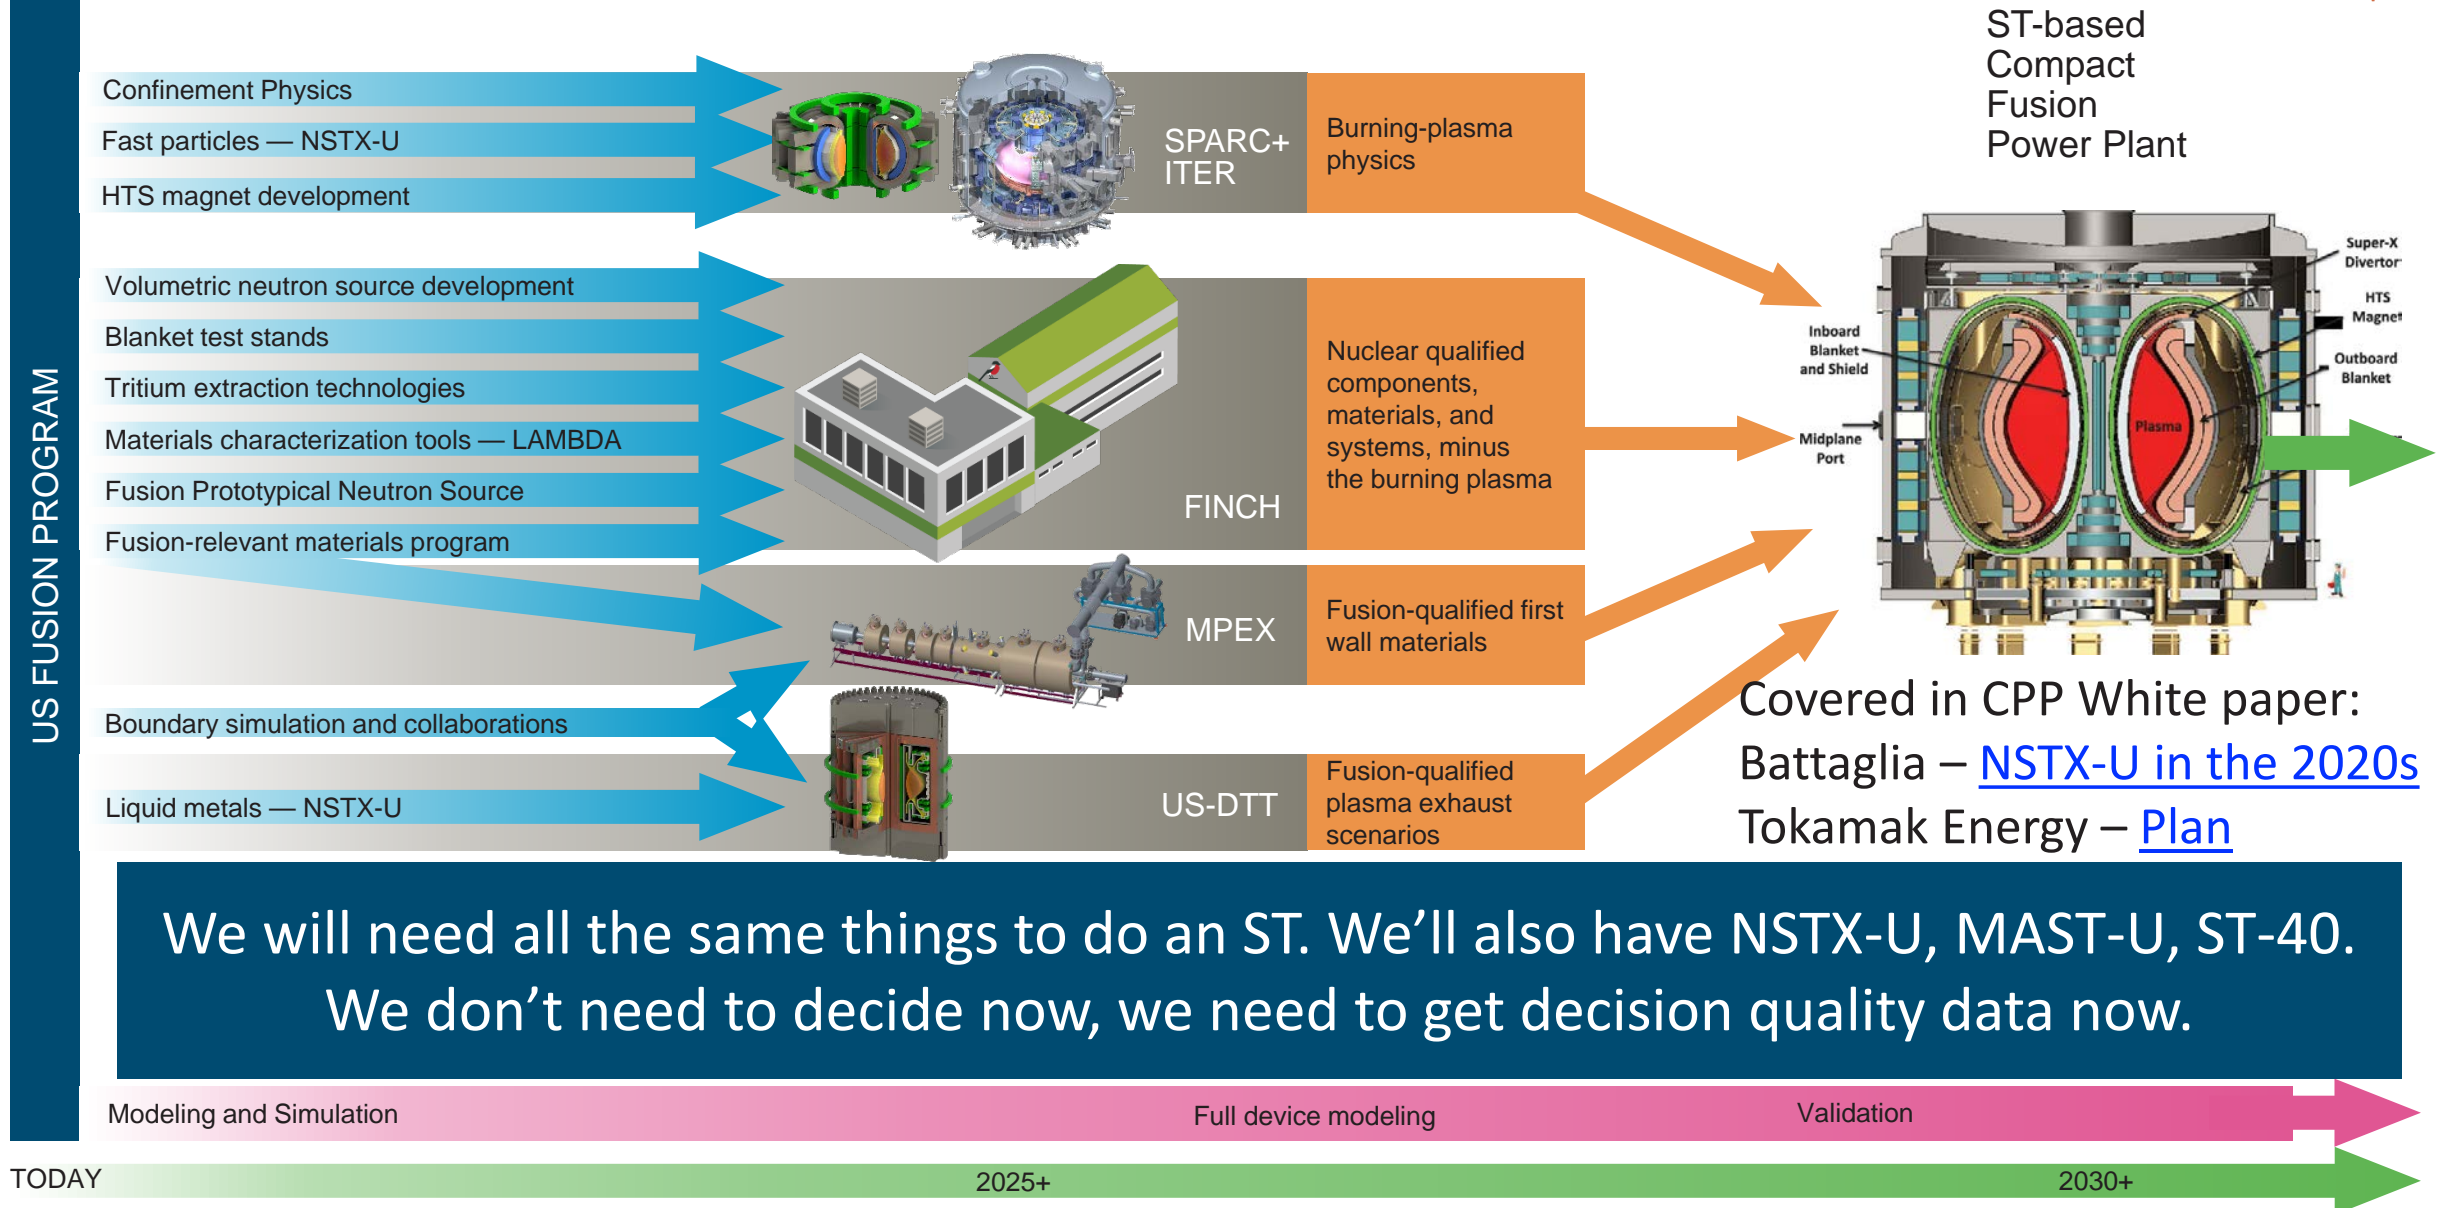 US FUSION PROGRAM
Confinement Physics
Fast particles — NSTX-U
HTS magnet development
SPARC+
ITER
Burning-plasma
physics
Volumetric neutron source development
Blanket test stands
Tritium extraction technologies
Materials characterization tools — LAMBDA
Fusion Prototypical Neutron Source
Fusion-relevant materials program
FINCH
Nuclear qualified
components,
materials, and
systems, minus
the burning plasma
MPEX
Fusion-qualified first
wall materials
Boundary simulation and collaborations
Liquid metals — NSTX-U
US-DTT
Fusion-qualified
plasma exhaust
scenarios
ST-based
Compact
Fusion
Power Plant
Super-X
Divertor
HTS
Magnet
Inboard
Blanket
and Shield
Outboard
Blanket
Plasma
Midplane
Port
Covered in CPP White paper:
Battaglia – NSTX-U in the 2020s
Tokamak Energy – Plan
We will need all the same things to do an ST. We’ll also have NSTX-U, MAST-U, ST-40.
We don’t need to decide now, we need to get decision quality data now.
Modeling and Simulation
Full device modeling
Validation
TODAY
2025+
2030+